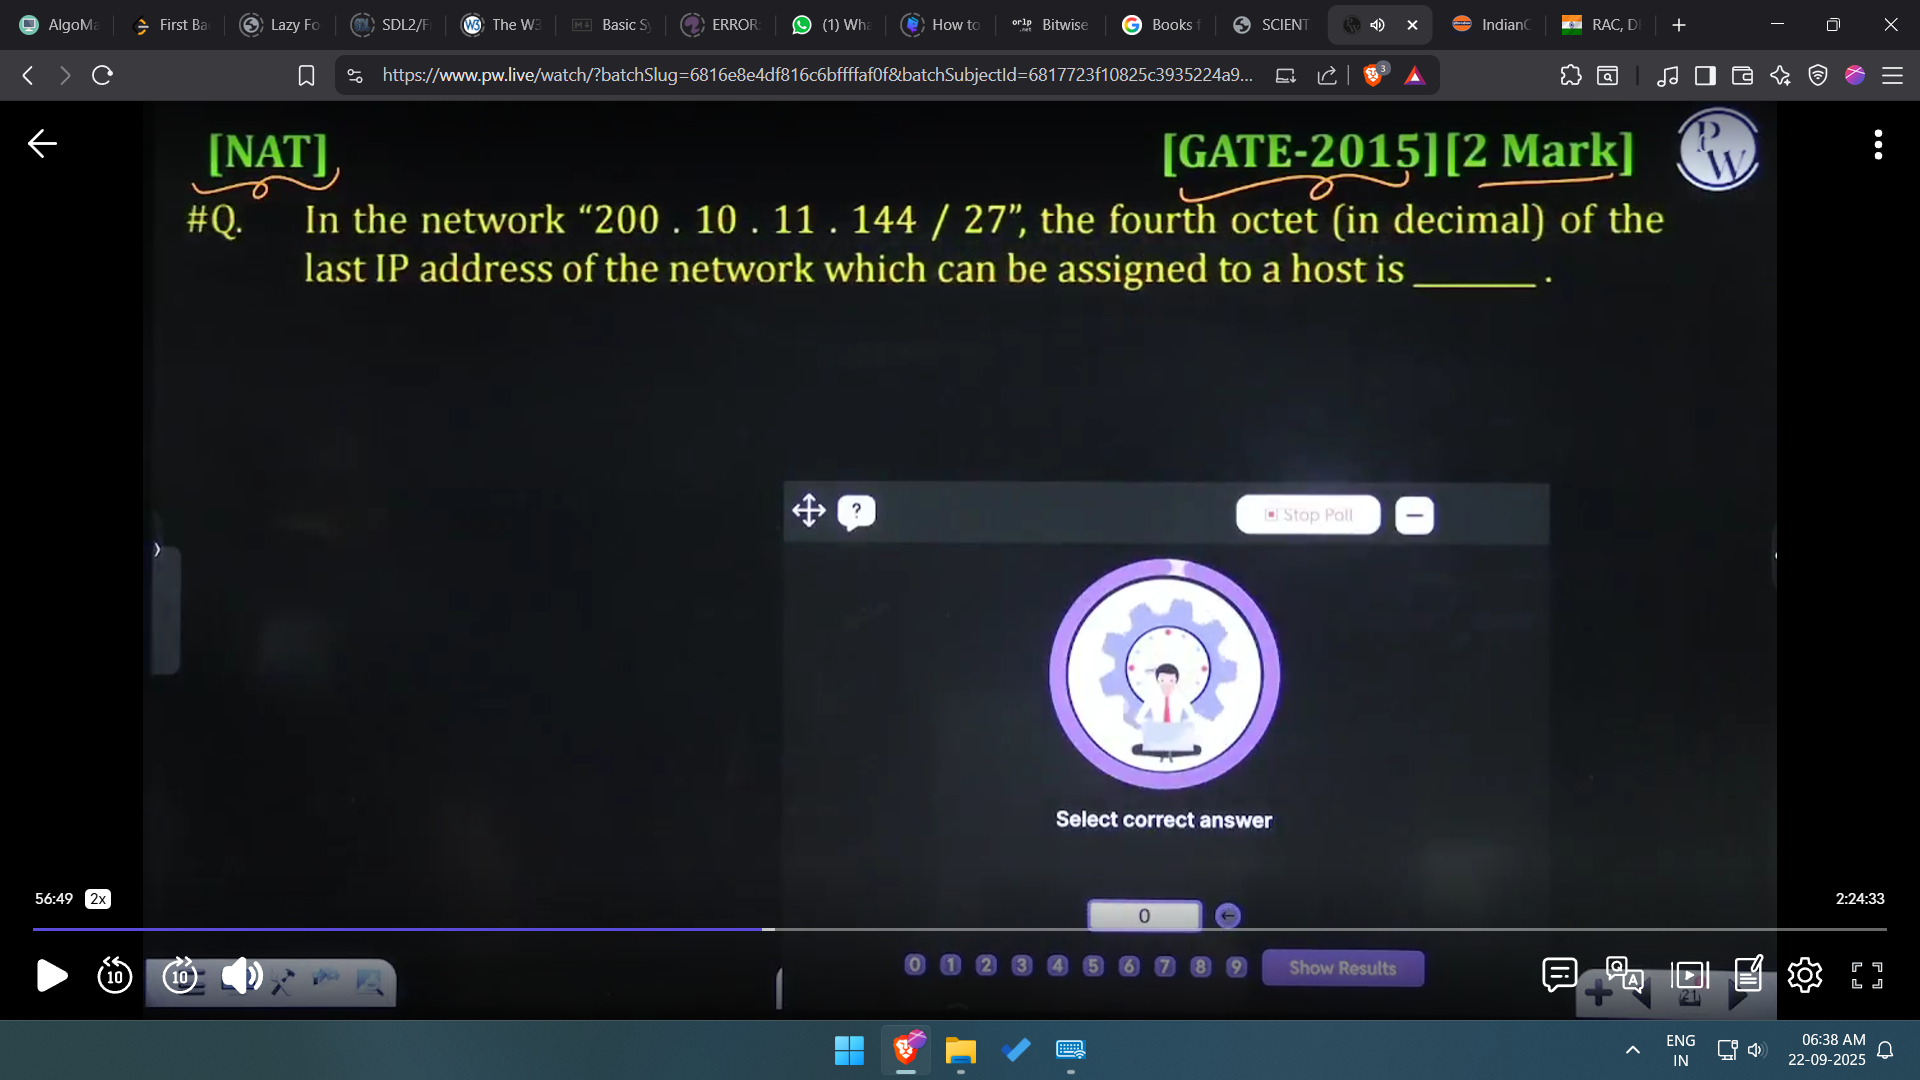 AlgoMa
First Ba
Lazy Fo
SDL2/F
The W3
Basic Sy
ERROR:
(1) Wha
How to
Bitwise
Books f
SCIENT
IndianC
RAC, D
https://www.pw.live/watch/?batchSlug=6816e8e4df816c6bffffaf0f&batchSubjectId=6817723f10825c3935224a9...
3
[NAT]
[GATE-2015][2 Mark]
PW
#Q. In the network “200 . 10 . 11 . 144 / 27”, the fourth octet (in decimal) of the
last IP address of the network which can be assigned to a host is _______ .
?
Stop Poll
Select correct answer
56:49 2x
2:24:33
0
0 1 2 3 4 5 6 7 8 9
Show Results
10 10
21
ENG
IN
06:38 AM
22-09-2025